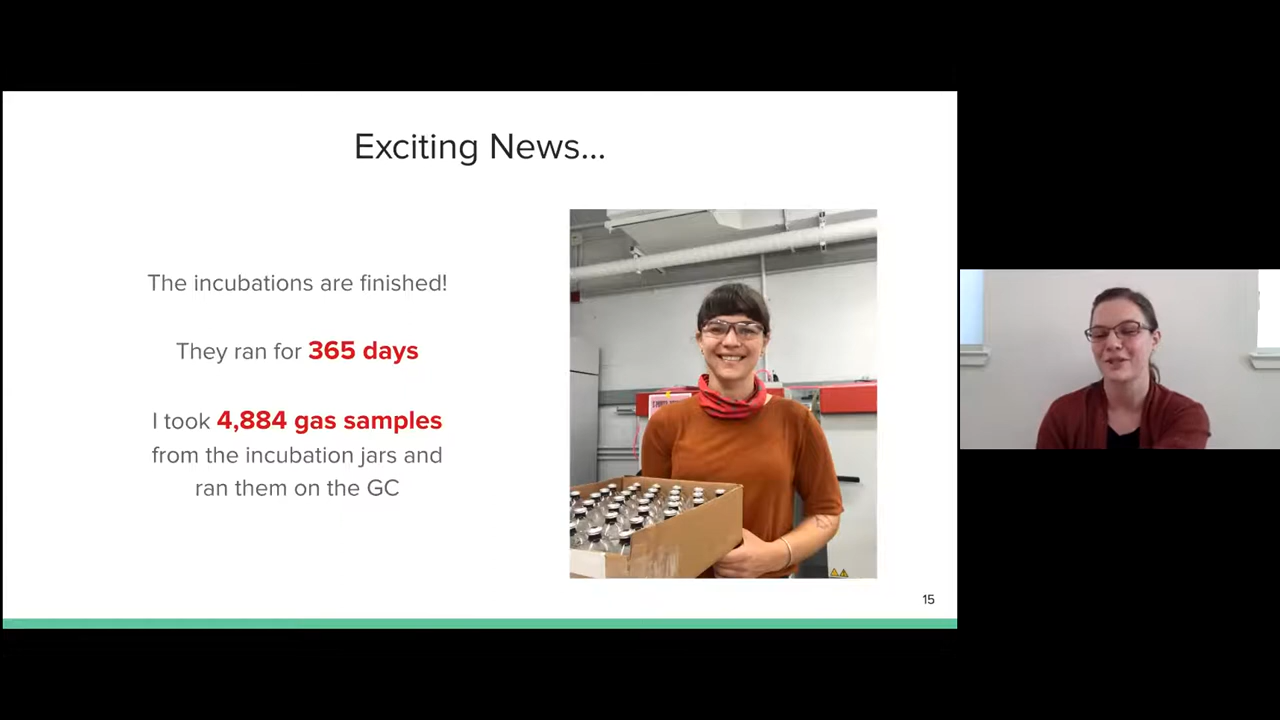 Exciting News...
The incubations are finished!
They ran for 365 days
I took 4,884 gas samples
from the incubation jars and
ran them on the GC
15